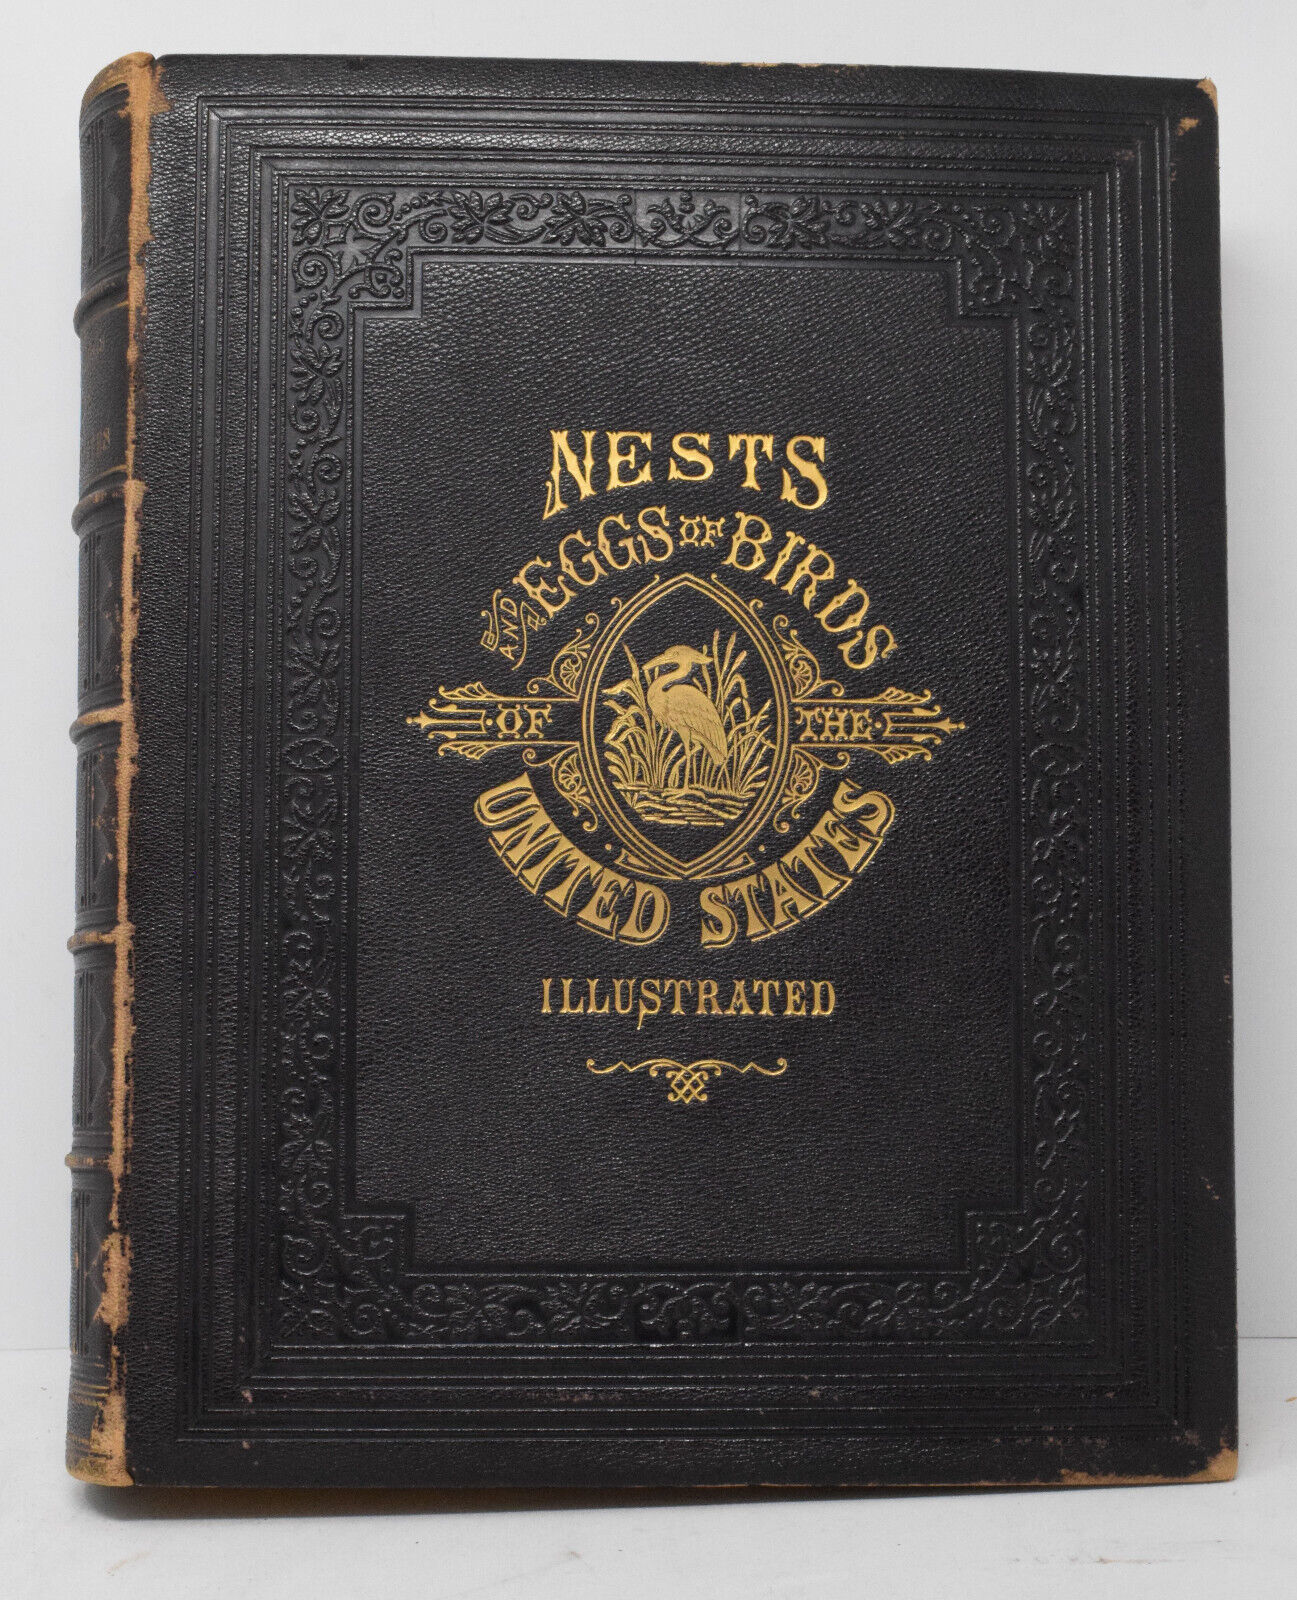 NESTS
AND EGGS OF BIRDS
OF THE
UNITED STATES
ILLUSTRATED